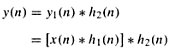 y(n) = y₁(n) * h₂(n)
= [x(n) * h₁(n)] * h₂(n)